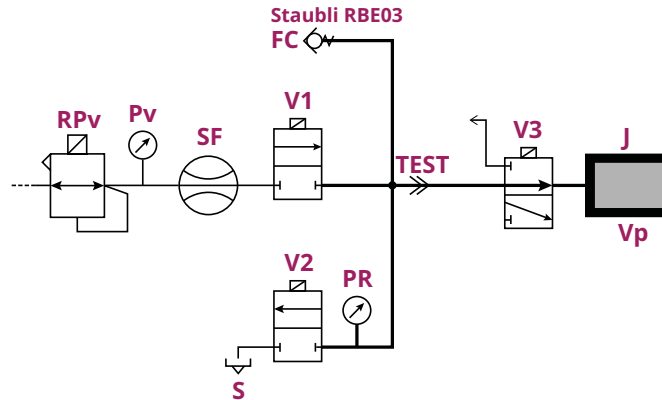 Staubli RBE03
FC
V1
Pv
RPv
SF
V3
J
TEST
Vp
V2
PR
S